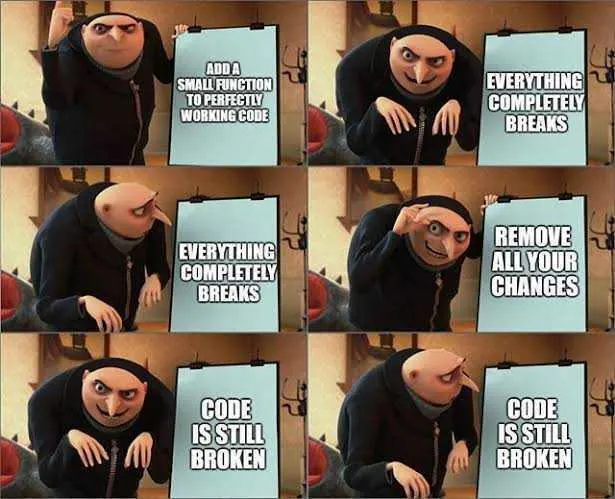 ADD A
SMALL FUNCTION
TO PERFECTLY
WORKING CODE
EVERYTHING
COMPLETELY
BREAKS
EVERYTHING
COMPLETELY
BREAKS
REMOVE
ALL YOUR
CHANGES
CODE
IS STILL
BROKEN
CODE
IS STILL
BROKEN